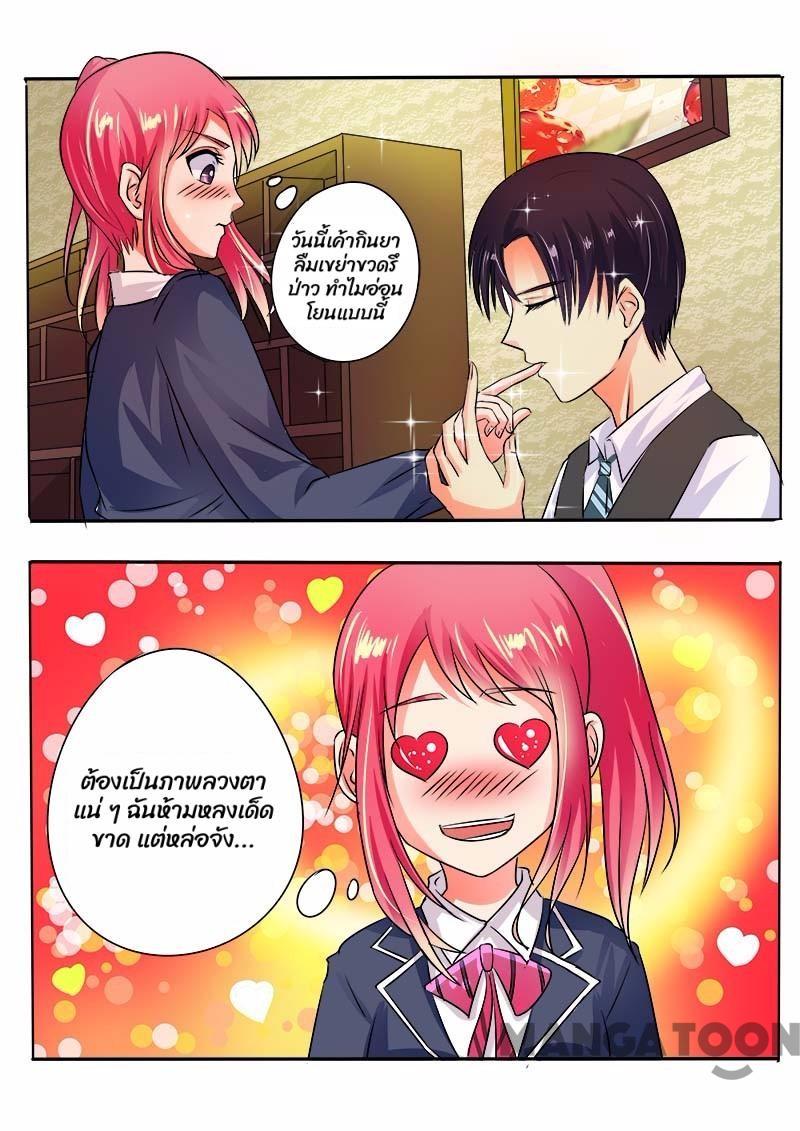 วันนี้เค้ากินยา
ลืมเขย่าขวดรึ
ป่าว ทำไมอ่อน
โยนแบบนี้
ต้องเป็นภาพลวงตา
แน่ ๆ ฉันห้ามหลงเด็ด
ขาด แต่หล่อจัง...
MANGATOON